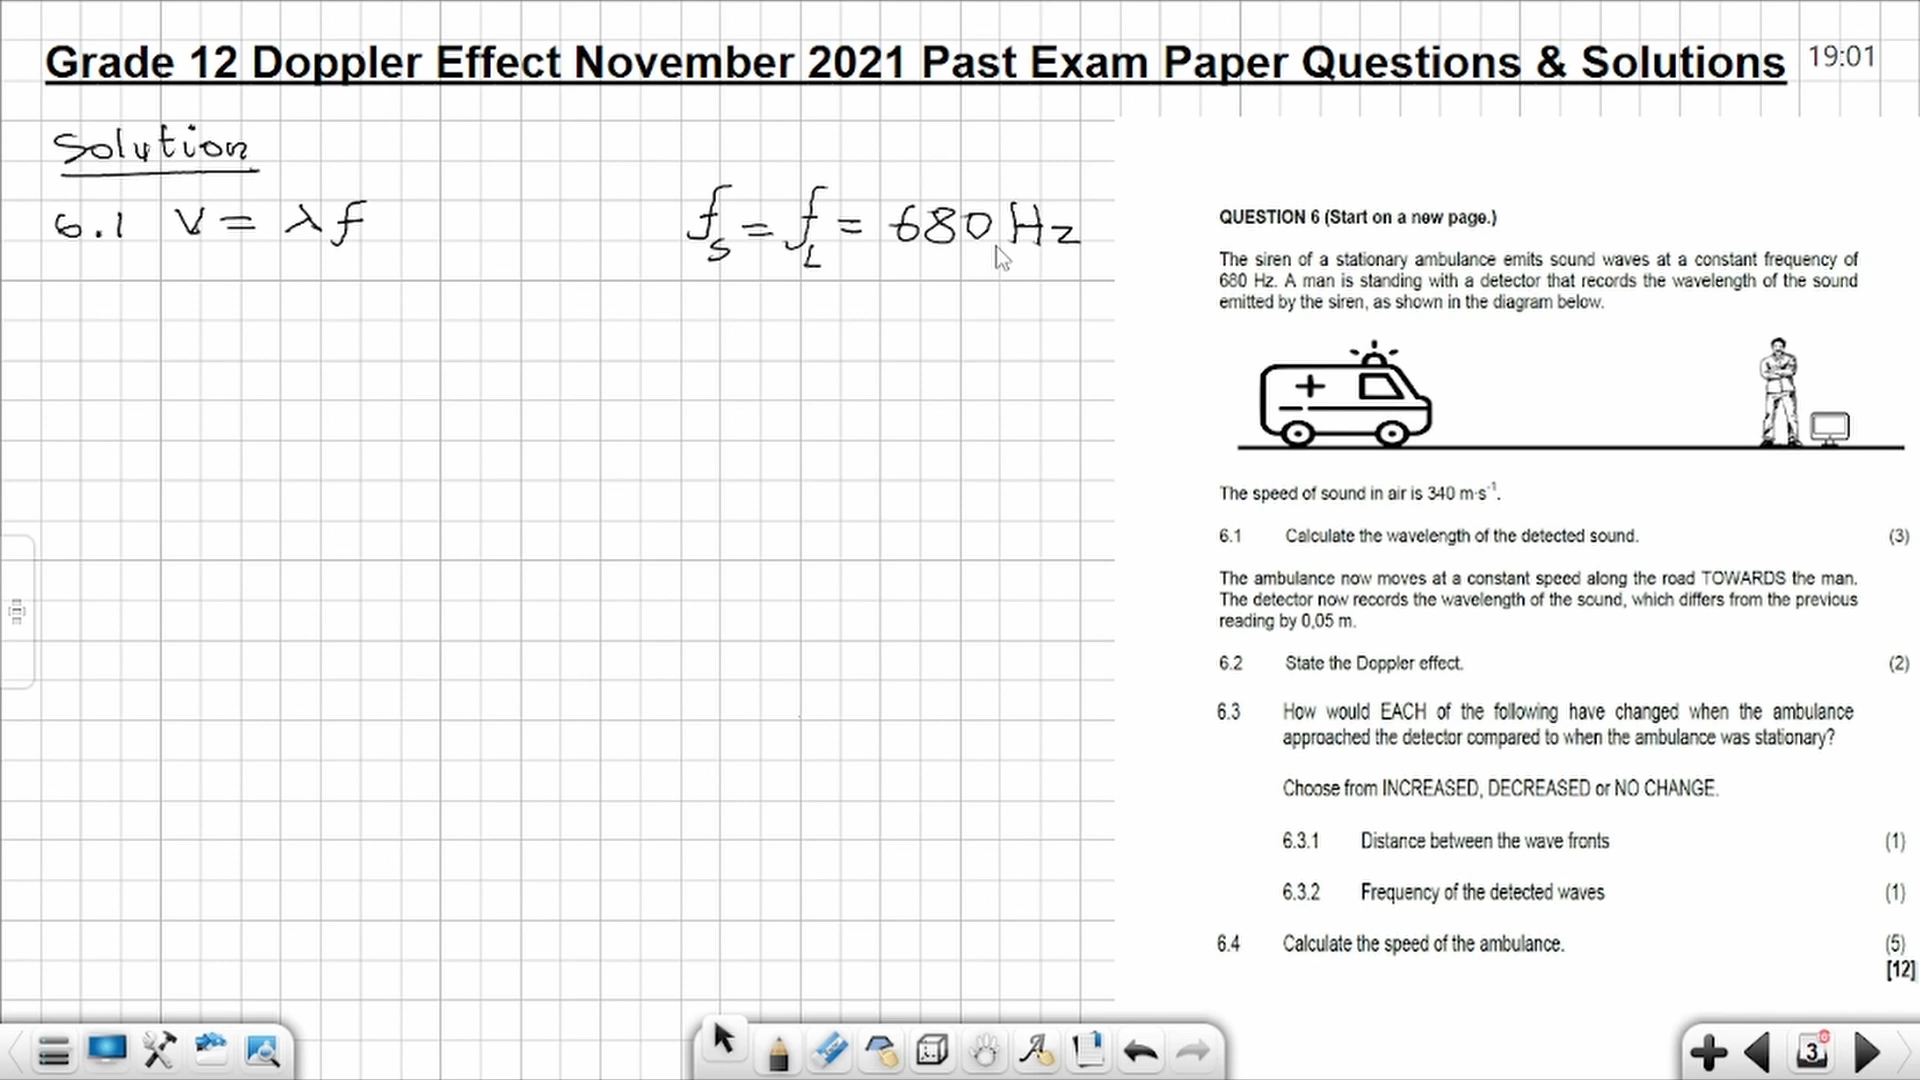 Grade 12 Doppler Effect November 2021 Past Exam Paper Questions & Solutions
19:01
Solution
6.1 v = λf
fS = fL = 680 Hz
QUESTION 6 (Start on a new page.)
The siren of a stationary ambulance emits sound waves at a constant frequency of
680 Hz. A man is standing with a detector that records the wavelength of the sound
emitted by the siren, as shown in the diagram below.
The speed of sound in air is 340 m·s⁻¹.
6.1 Calculate the wavelength of the detected sound. (3)
The ambulance now moves at a constant speed along the road TOWARDS the man.
The detector now records the wavelength of the sound, which differs from the previous
reading by 0,05 m.
6.2 State the Doppler effect. (2)
6.3 How would EACH of the following have changed when the ambulance
approached the detector compared to when the ambulance was stationary?
Choose from INCREASED, DECREASED or NO CHANGE.
6.3.1 Distance between the wave fronts (1)
6.3.2 Frequency of the detected waves (1)
6.4 Calculate the speed of the ambulance. (5)
[12]
3